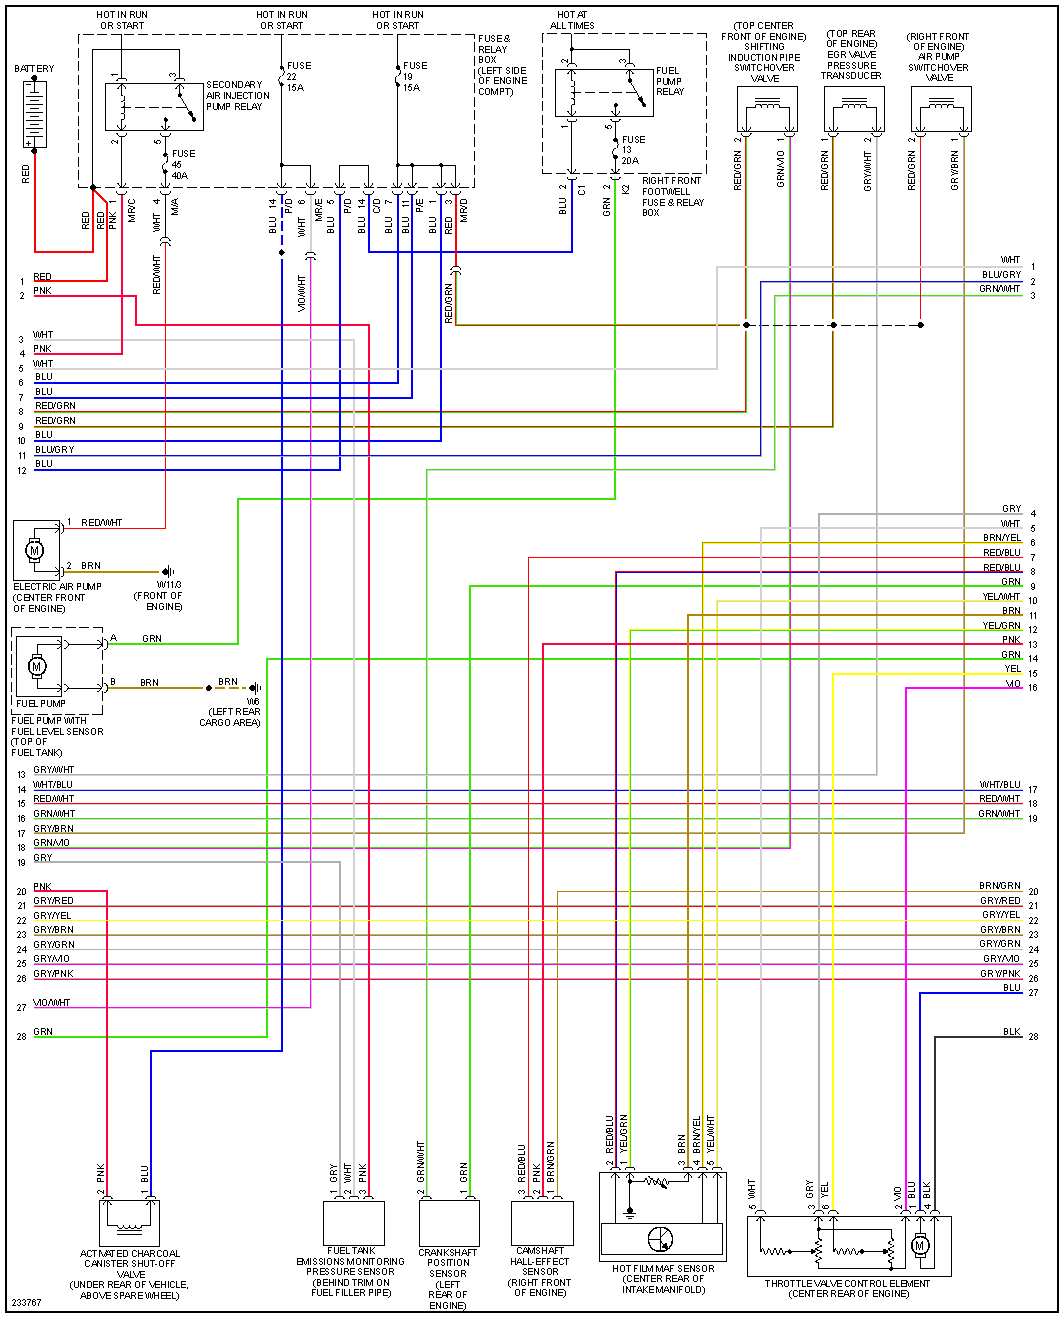 HOT IN RUN
OR START
HOT IN RUN
OR START
HOT IN RUN
OR START
HOT AT
ALL TIMES
(TOP CENTER
FRONT OF ENGINE)
SHIFTING
INDUCTION PIPE
SWITCHOVER
VALVE
(TOP REAR
OF ENGINE)
EGR VALVE
PRESSURE
TRANSDUCER
(RIGHT FRONT
OF ENGINE)
AIR PUMP
SWITCHOVER
VALVE
BATTERY
FUSE &
RELAY
BOX
(LEFT SIDE
OF ENGINE
COMPT)
SECONDARY
AIR INJECTION
PUMP RELAY
FUSE
22
15A
FUSE
19
15A
FUEL
PUMP
RELAY
1
3
2
5
2
3
1
5
FUSE
45
40A
FUSE
13
20A
RIGHT FRONT
FOOTWELL
FUSE & RELAY
BOX
2
RED/GRN
1
GRN/VIO
1
RED/GRN
2
GRY/WHT
2
RED/GRN
1
GRY/BRN
RED
RED
RED
PNK 1
MR/C
WHT 4
M/A
BLU 14
P/D
WHT 6
MR/E
BLU 5
P/D
BLU 14
C/D
BLU 7
BLU 11
P/E
BLU 1
RED 3
MR/D
BLU 2
C1
GRN 2
K2
RED/WHT
VIO/WHT
RED/GRN
1 RED
2 PNK
3 WHT
4 PNK
5 WHT
6 BLU
7 BLU
8 RED/GRN
9 RED/GRN
10 BLU
11 BLU/GRY
12 BLU
WHT 1
BLU/GRY 2
GRN/WHT 3
GRY 4
WHT 5
BRN/YEL 6
RED/BLU 7
RED/BLU 8
GRN 9
YEL/WHT 10
BRN 11
YEL/GRN 12
PNK 13
GRN 14
YEL 15
VIO 16
M
1 RED/WHT
2 BRN
W11/3
(FRONT OF
ENGINE)
ELECTRIC AIR PUMP
(CENTER FRONT
OF ENGINE)
M
A GRN
B BRN
BRN
W6
(LEFT REAR
CARGO AREA)
FUEL PUMP
FUEL PUMP WITH
FUEL LEVEL SENSOR
(TOP OF
FUEL TANK)
13 GRY/WHT
14 WHT/BLU
15 RED/WHT
16 GRN/WHT
17 GRY/BRN
18 GRN/VIO
19 GRY
20 PNK
21 GRY/RED
22 GRY/YEL
23 GRY/BRN
24 GRY/GRN
25 GRY/VIO
26 GRY/PNK
27 VIO/WHT
28 GRN
WHT/BLU 17
RED/WHT 18
GRN/WHT 19
BRN/GRN 20
GRY/RED 21
GRY/YEL 22
GRY/BRN 23
GRY/GRN 24
GRY/VIO 25
GRY/PNK 26
BLU 27
BLK 28
2 PNK
1 BLU
1 GRY
2 WHT
3 PNK
2 GRN/WHT
1 GRN
3 RED/BLU
2 PNK
1 BRN/GRN
2 RED/BLU
1 YEL/GRN
3 BRN
4 BRN/YEL
5 YEL/WHT
5 WHT
3 GRY
6 YEL
2 VIO
1 BLU
4 BLK
M
ACTIVATED CHARCOAL
CANISTER SHUT-OFF
VALVE
(UNDER REAR OF VEHICLE,
ABOVE SPARE WHEEL)
FUEL TANK
EMISSIONS MONITORING
PRESSURE SENSOR
(BEHIND TRIM ON
FUEL FILLER PIPE)
CRANKSHAFT
POSITION
SENSOR
(LEFT
REAR OF
ENGINE)
CAMSHAFT
HALL-EFFECT
SENSOR
(RIGHT FRONT
OF ENGINE)
HOT FILM MAF SENSOR
(CENTER REAR OF
INTAKE MANIFOLD)
THROTTLE VALVE CONTROL ELEMENT
(CENTER REAR OF ENGINE)
233767